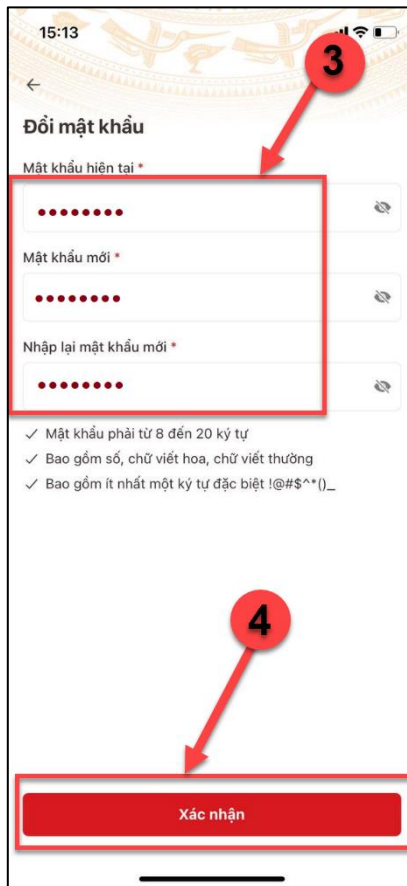 15:13
3
Đổi mật khẩu
Mật khẩu hiện tại *
••••••••
Mật khẩu mới *
••••••••
Nhập lại mật khẩu mới *
••••••••
✓ Mật khẩu phải từ 8 đến 20 ký tự
✓ Bao gồm số, chữ viết hoa, chữ viết thường
✓ Bao gồm ít nhất một ký tự đặc biệt !@#$^*()_
4
Xác nhận